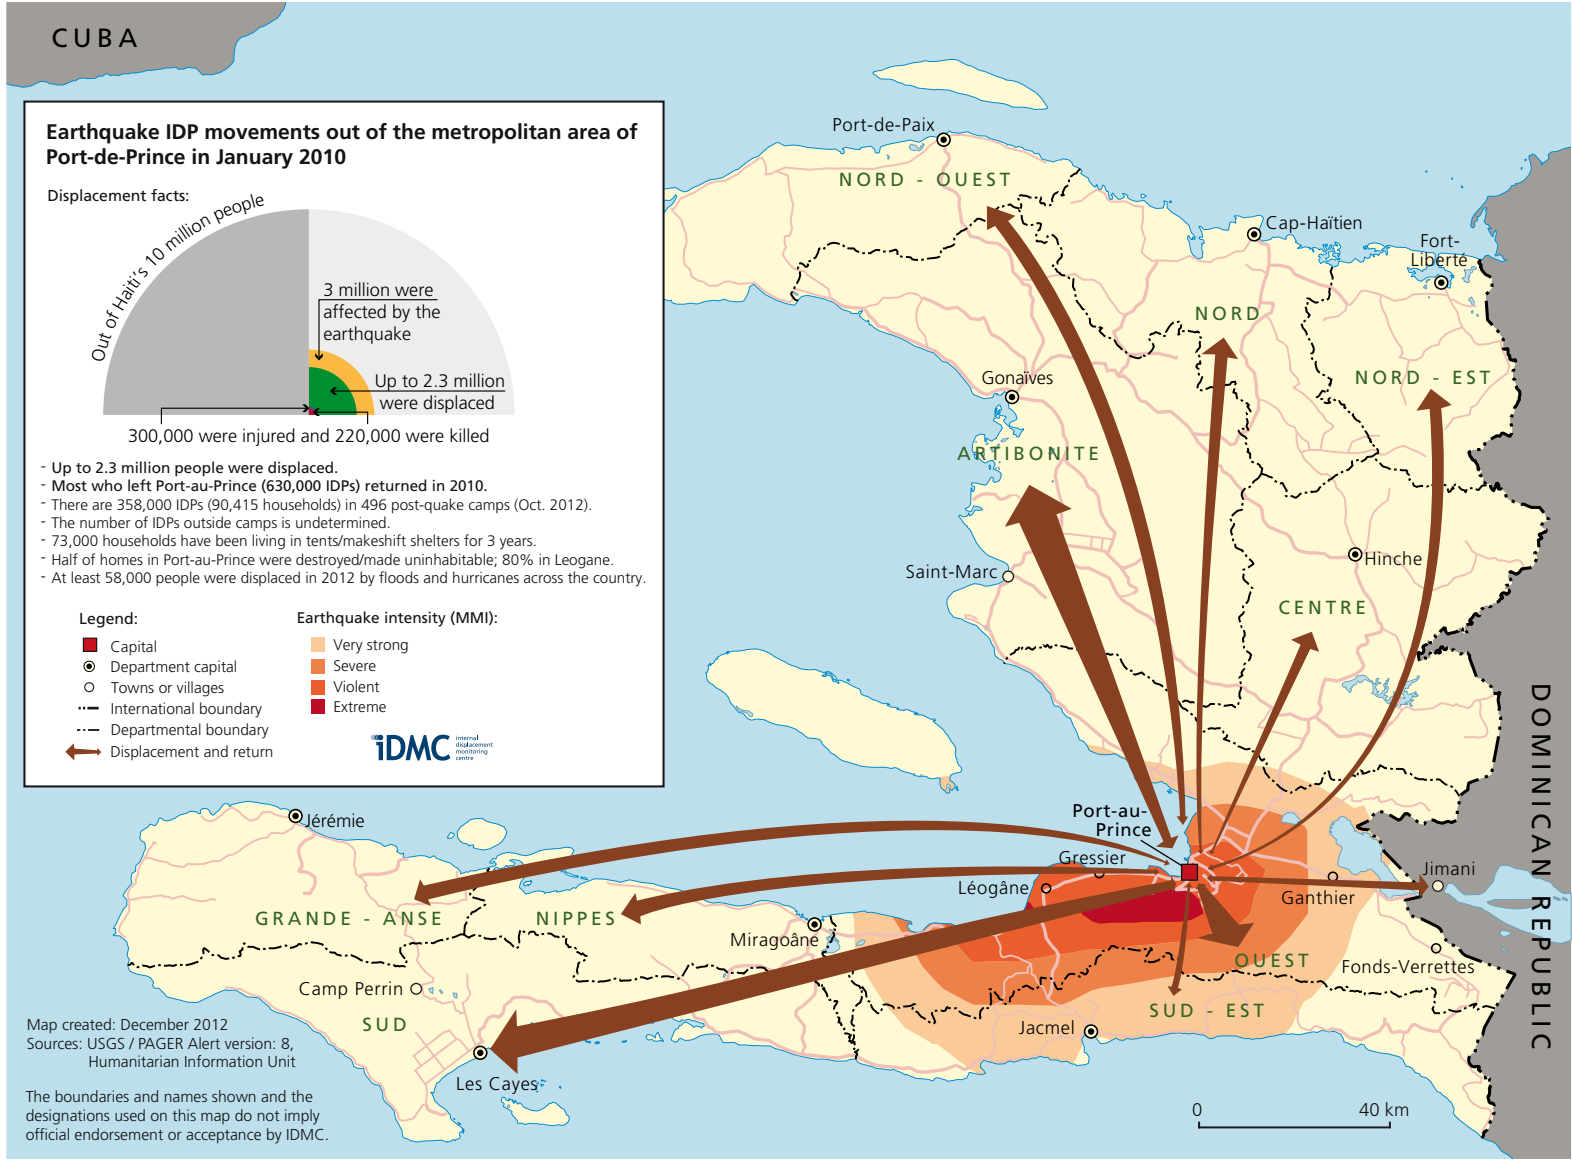 CUBA
Earthquake IDP movements out of the metropolitan area of
Port-de-Prince in January 2010
Displacement facts:
Out of Haiti's 10 million people
3 million were
affected by the
earthquake
Up to 2.3 million
were displaced
300,000 were injured and 220,000 were killed
- Up to 2.3 million people were displaced.
- Most who left Port-au-Prince (630,000 IDPs) returned in 2010.
- There are 358,000 IDPs (90,415 households) in 496 post-quake camps (Oct. 2012).
- The number of IDPs outside camps is undetermined.
- 73,000 households have been living in tents/makeshift shelters for 3 years.
- Half of homes in Port-au-Prince were destroyed/made uninhabitable; 80% in Leogane.
- At least 58,000 people were displaced in 2012 by floods and hurricanes across the country.
Legend:
Capital
Department capital
Towns or villages
International boundary
Departmental boundary
Displacement and return
Earthquake intensity (MMI):
Very strong
Severe
Violent
Extreme
iDMC
internal
displacement
monitoring
centre
Port-de-Paix
NORD - OUEST
Cap-Haïtien
Fort-
Liberté
NORD
NORD - EST
Gonaïves
ARTIBONITE
Saint-Marc
Hinche
CENTRE
DOMINICAN REPUBLIC
Port-au-
Prince
Gressier
Léogâne
Jimani
Ganthier
Jérémie
GRANDE - ANSE
NIPPES
Miragoâne
OUEST
Fonds-Verrettes
Camp Perrin
SUD
SUD - EST
Jacmel
Les Cayes
Map created: December 2012
Sources: USGS / PAGER Alert version: 8,
Humanitarian Information Unit
The boundaries and names shown and the
designations used on this map do not imply
official endorsement or acceptance by IDMC.
0 40 km